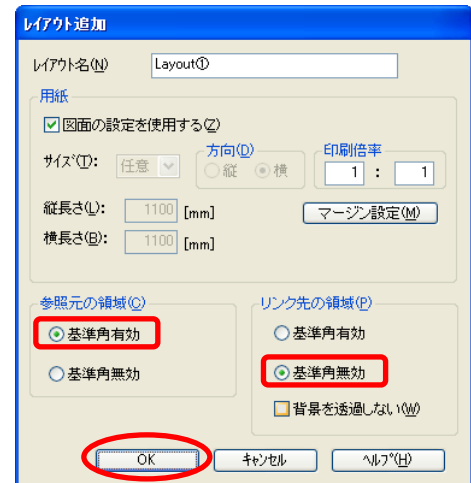 レイアウト追加
レイアウト名(N) Layout①
用紙
図面の設定を使用する(Z)
サイズ(T): 任意
方向(D)
縦 横
印刷倍率
1 : 1
縦長さ(L): 1100 [mm]
マージン設定(M)
横長さ(B): 1100 [mm]
参照元の領域(C)
基準角有効
基準角無効
リンク先の領域(P)
基準角有効
基準角無効
背景を透過しない(W)
OK キャンセル ヘルプ(H)